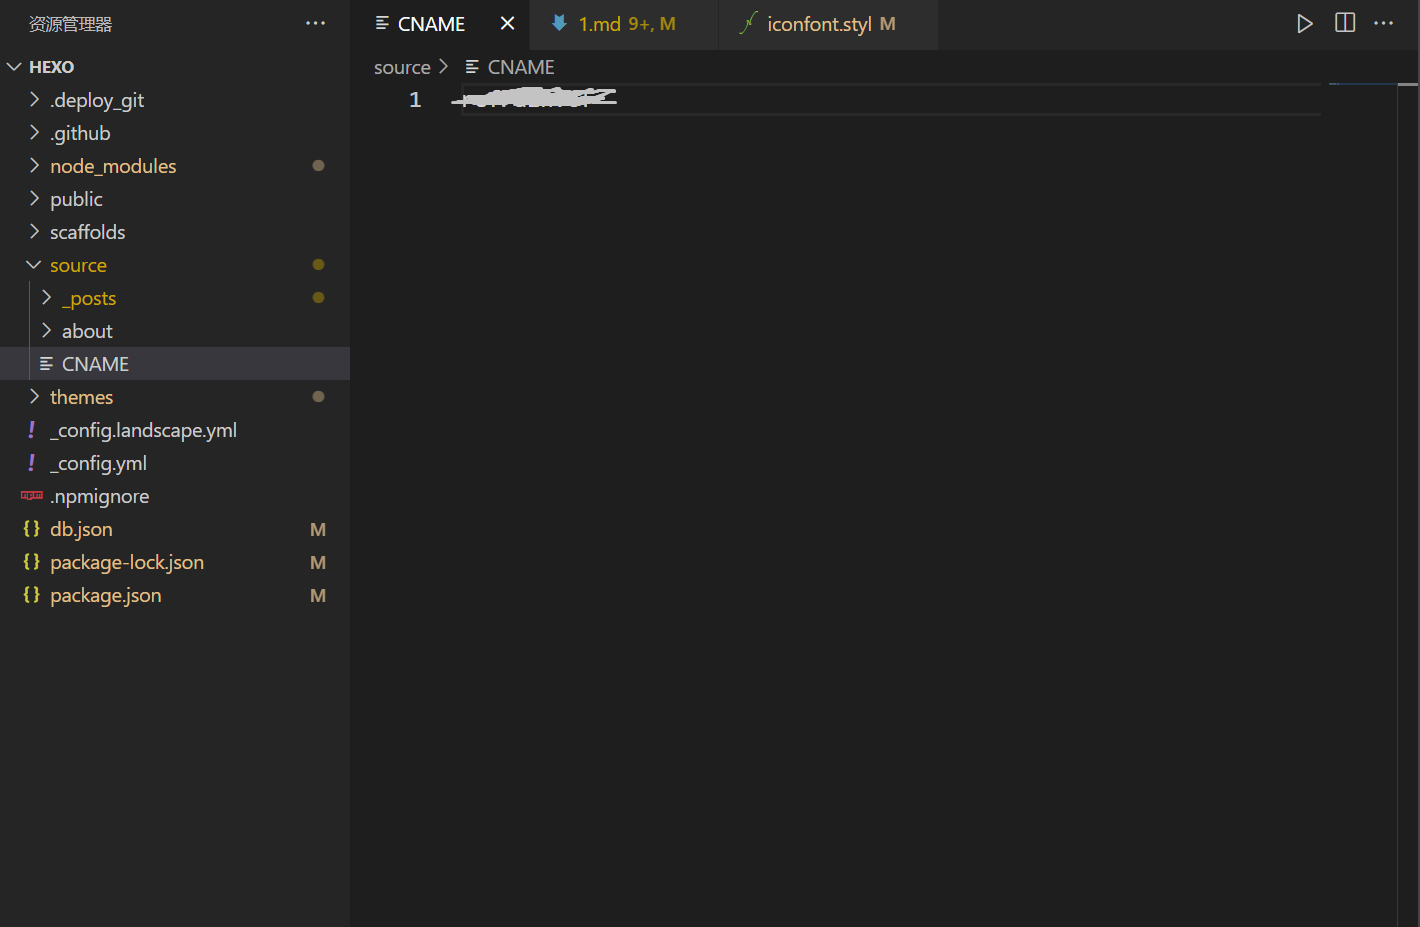 资源管理器 ···
HEXO
.deploy_git
.github
node_modules
public
scaffolds
source
_posts
about
CNAME
themes
_config.landscape.yml
_config.yml
.npmignore
db.json M
package-lock.json M
package.json M
CNAME
1.md 9+, M
iconfont.styl M
source > CNAME
1